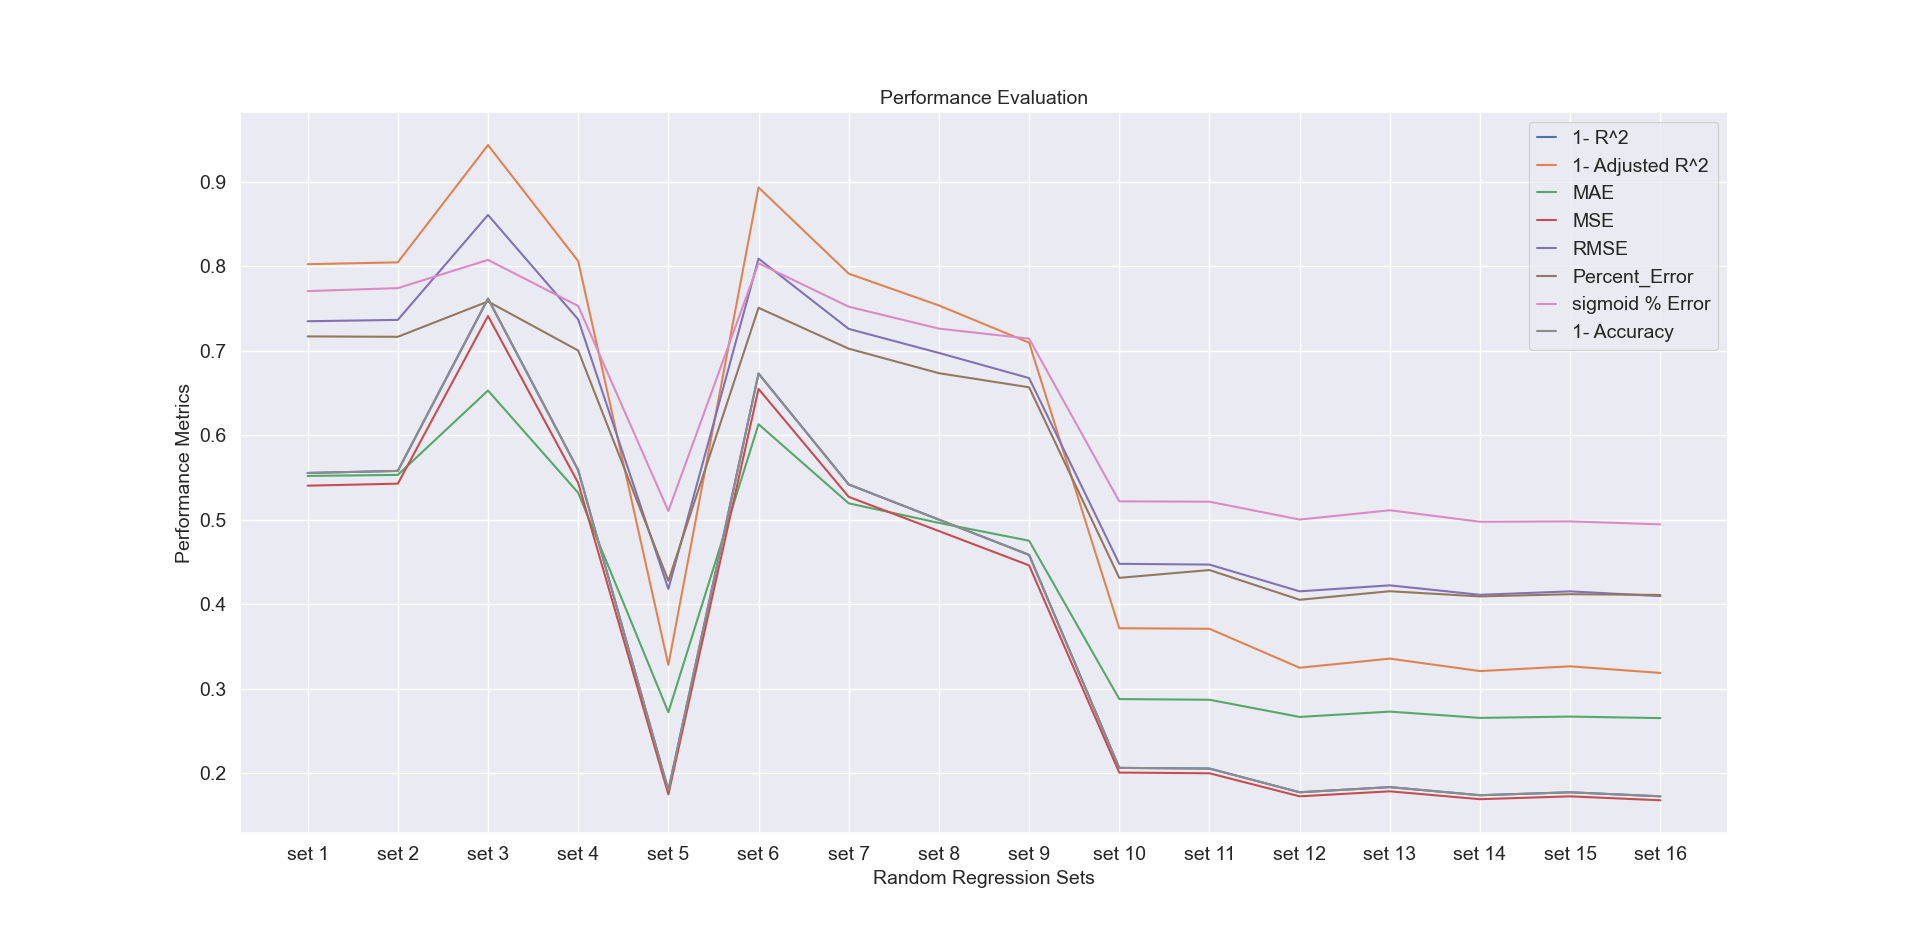 Performance Evaluation
1- R^2
1- Adjusted R^2
MAE
MSE
RMSE
Percent_Error
sigmoid % Error
1- Accuracy
Performance Metrics
0.9
0.8
0.7
0.6
0.5
0.4
0.3
0.2
set 1 set 2 set 3 set 4 set 5 set 6 set 7 set 8 set 9 set 10 set 11 set 12 set 13 set 14 set 15 set 16
Random Regression Sets